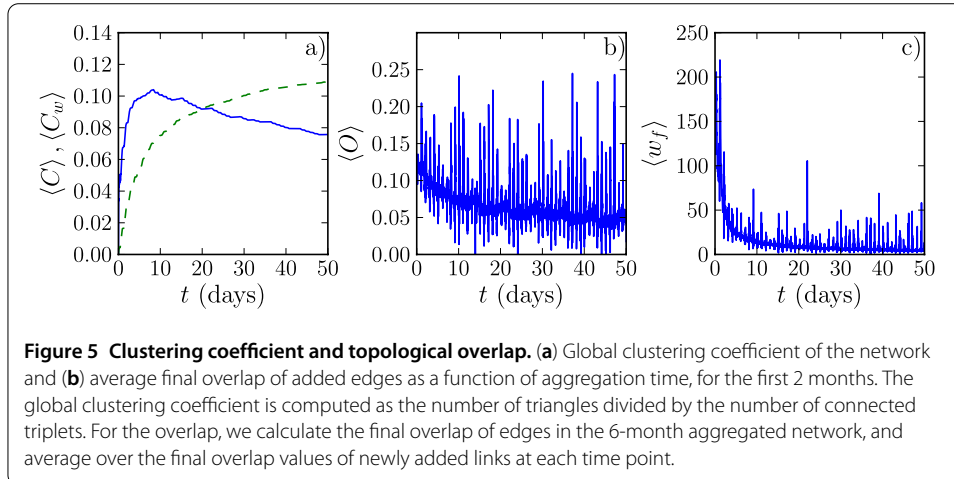 0.14
0.12
0.10
0.08
0.06
0.04
0.02
0.00
⟨C⟩, ⟨C_w⟩
a)
0 10 20 30 40 50
t (days)
0.30
0.25
0.20
0.15
0.10
0.05
0.00
⟨O⟩
b)
0 10 20 30 40 50
t (days)
250
200
150
100
50
0
⟨w_f⟩
c)
0 10 20 30 40 50
t (days)
Figure 5 Clustering coefficient and topological overlap. (a) Global clustering coefficient of the network
and (b) average final overlap of added edges as a function of aggregation time, for the first 2 months. The
global clustering coefficient is computed as the number of triangles divided by the number of connected
triplets. For the overlap, we calculate the final overlap of edges in the 6-month aggregated network, and
average over the final overlap values of newly added links at each time point.